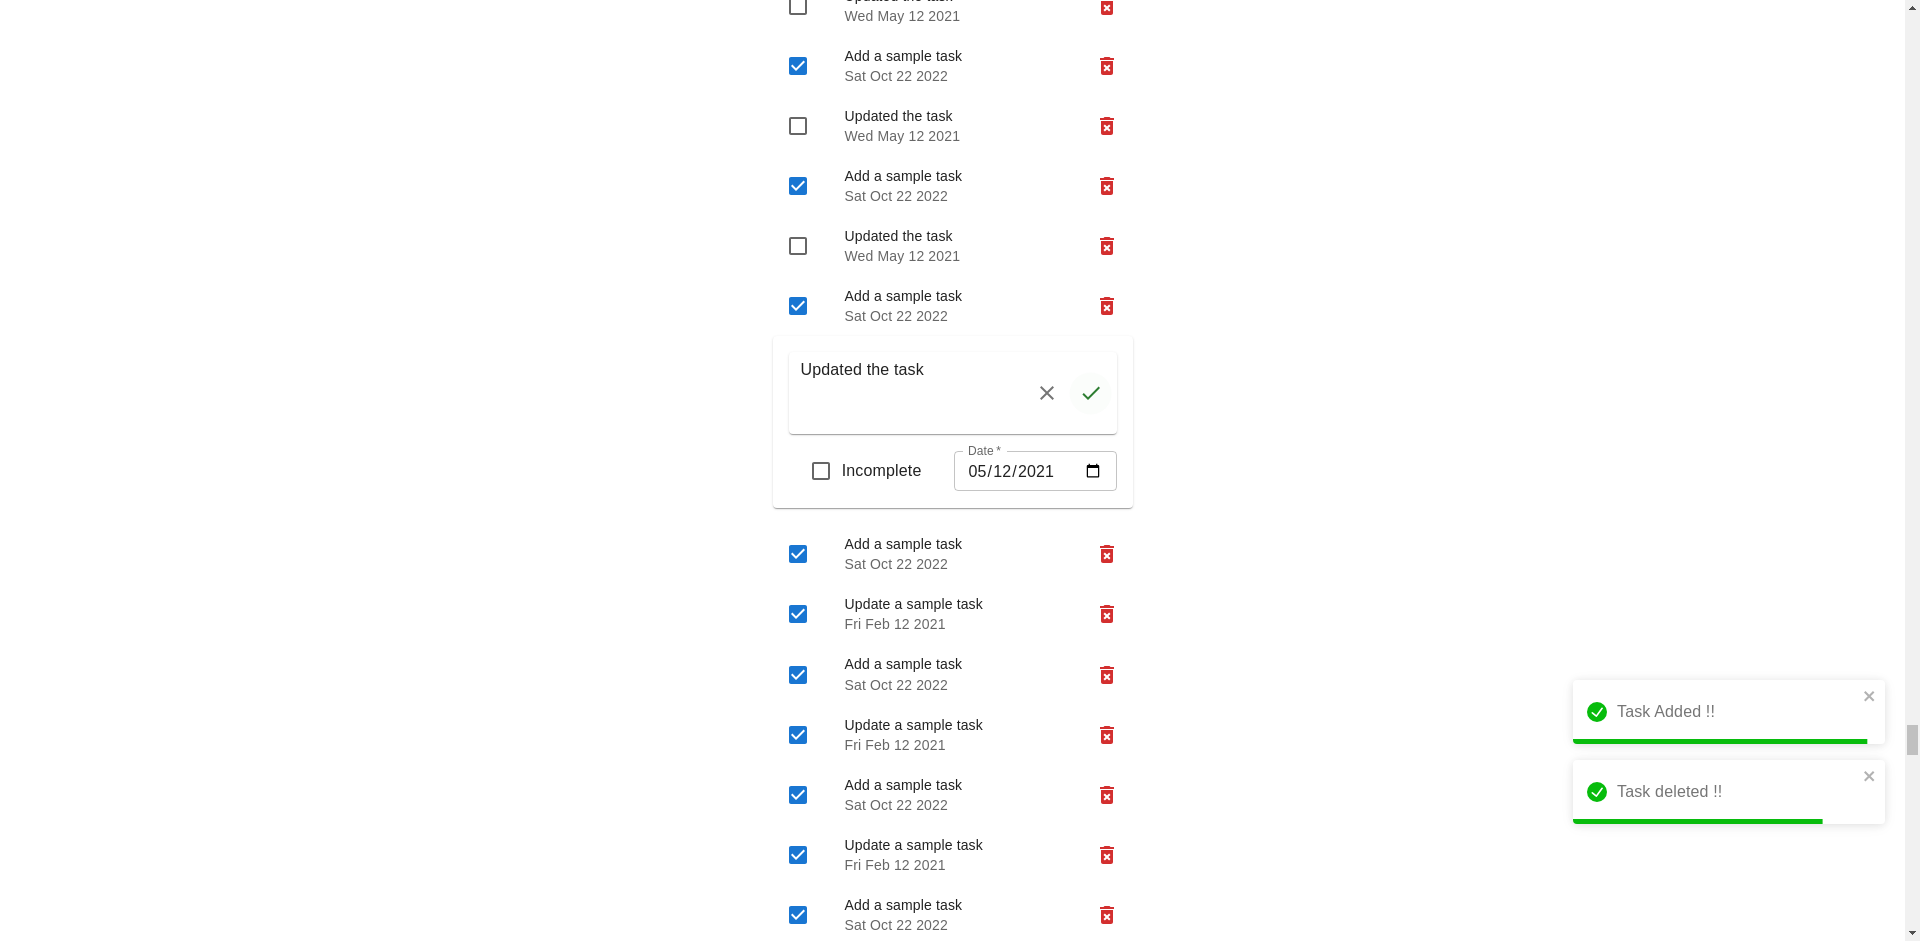 Updated the task
Wed May 12 2021
Add a sample task
Sat Oct 22 2022
Updated the task
Wed May 12 2021
Add a sample task
Sat Oct 22 2022
Updated the task
Wed May 12 2021
Add a sample task
Sat Oct 22 2022
Updated the task
Incomplete
Date *
05/12/2021
Add a sample task
Sat Oct 22 2022
Update a sample task
Fri Feb 12 2021
Add a sample task
Sat Oct 22 2022
Update a sample task
Fri Feb 12 2021
Add a sample task
Sat Oct 22 2022
Update a sample task
Fri Feb 12 2021
Add a sample task
Sat Oct 22 2022
Task Added !!
Task deleted !!